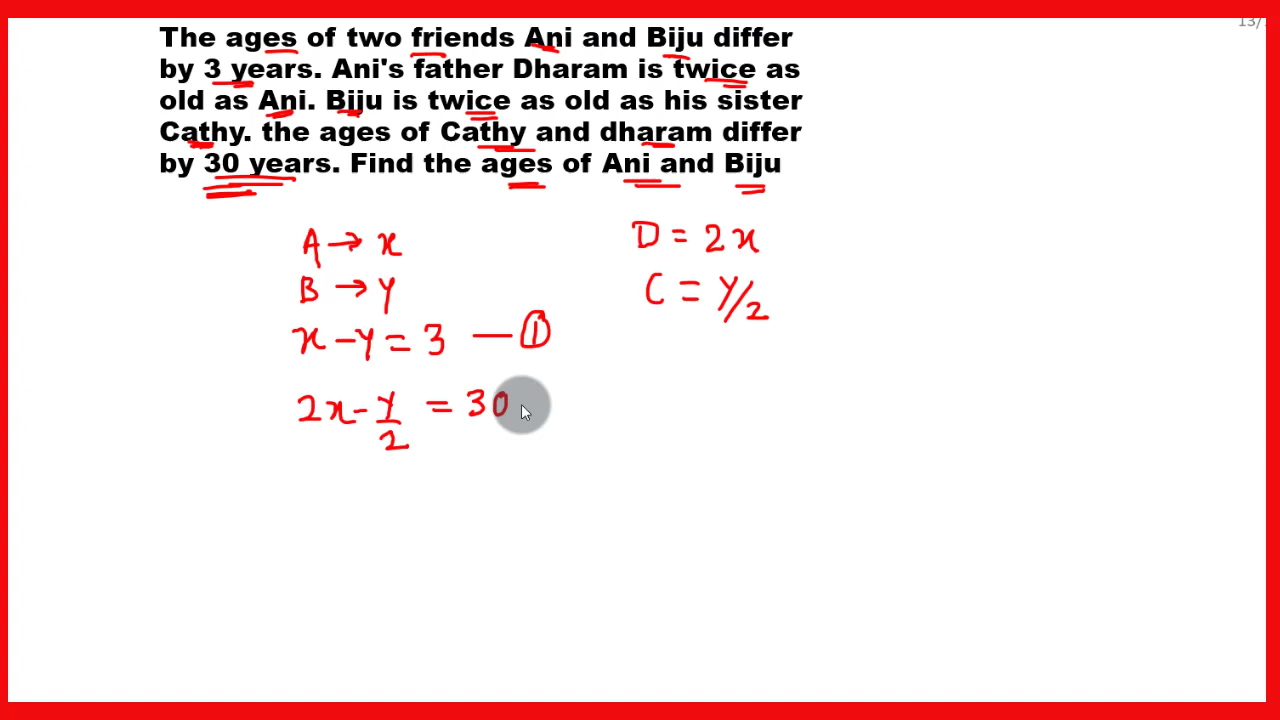 The ages of two friends Ani and Biju differ
by 3 years. Ani's father Dharam is twice as
old as Ani. Biju is twice as old as his sister
Cathy. the ages of Cathy and dharam differ
by 30 years. Find the ages of Ani and Biju
A → x
D = 2x
B → y
C = y/2
x - y = 3 — ①
2x - y/2 = 30